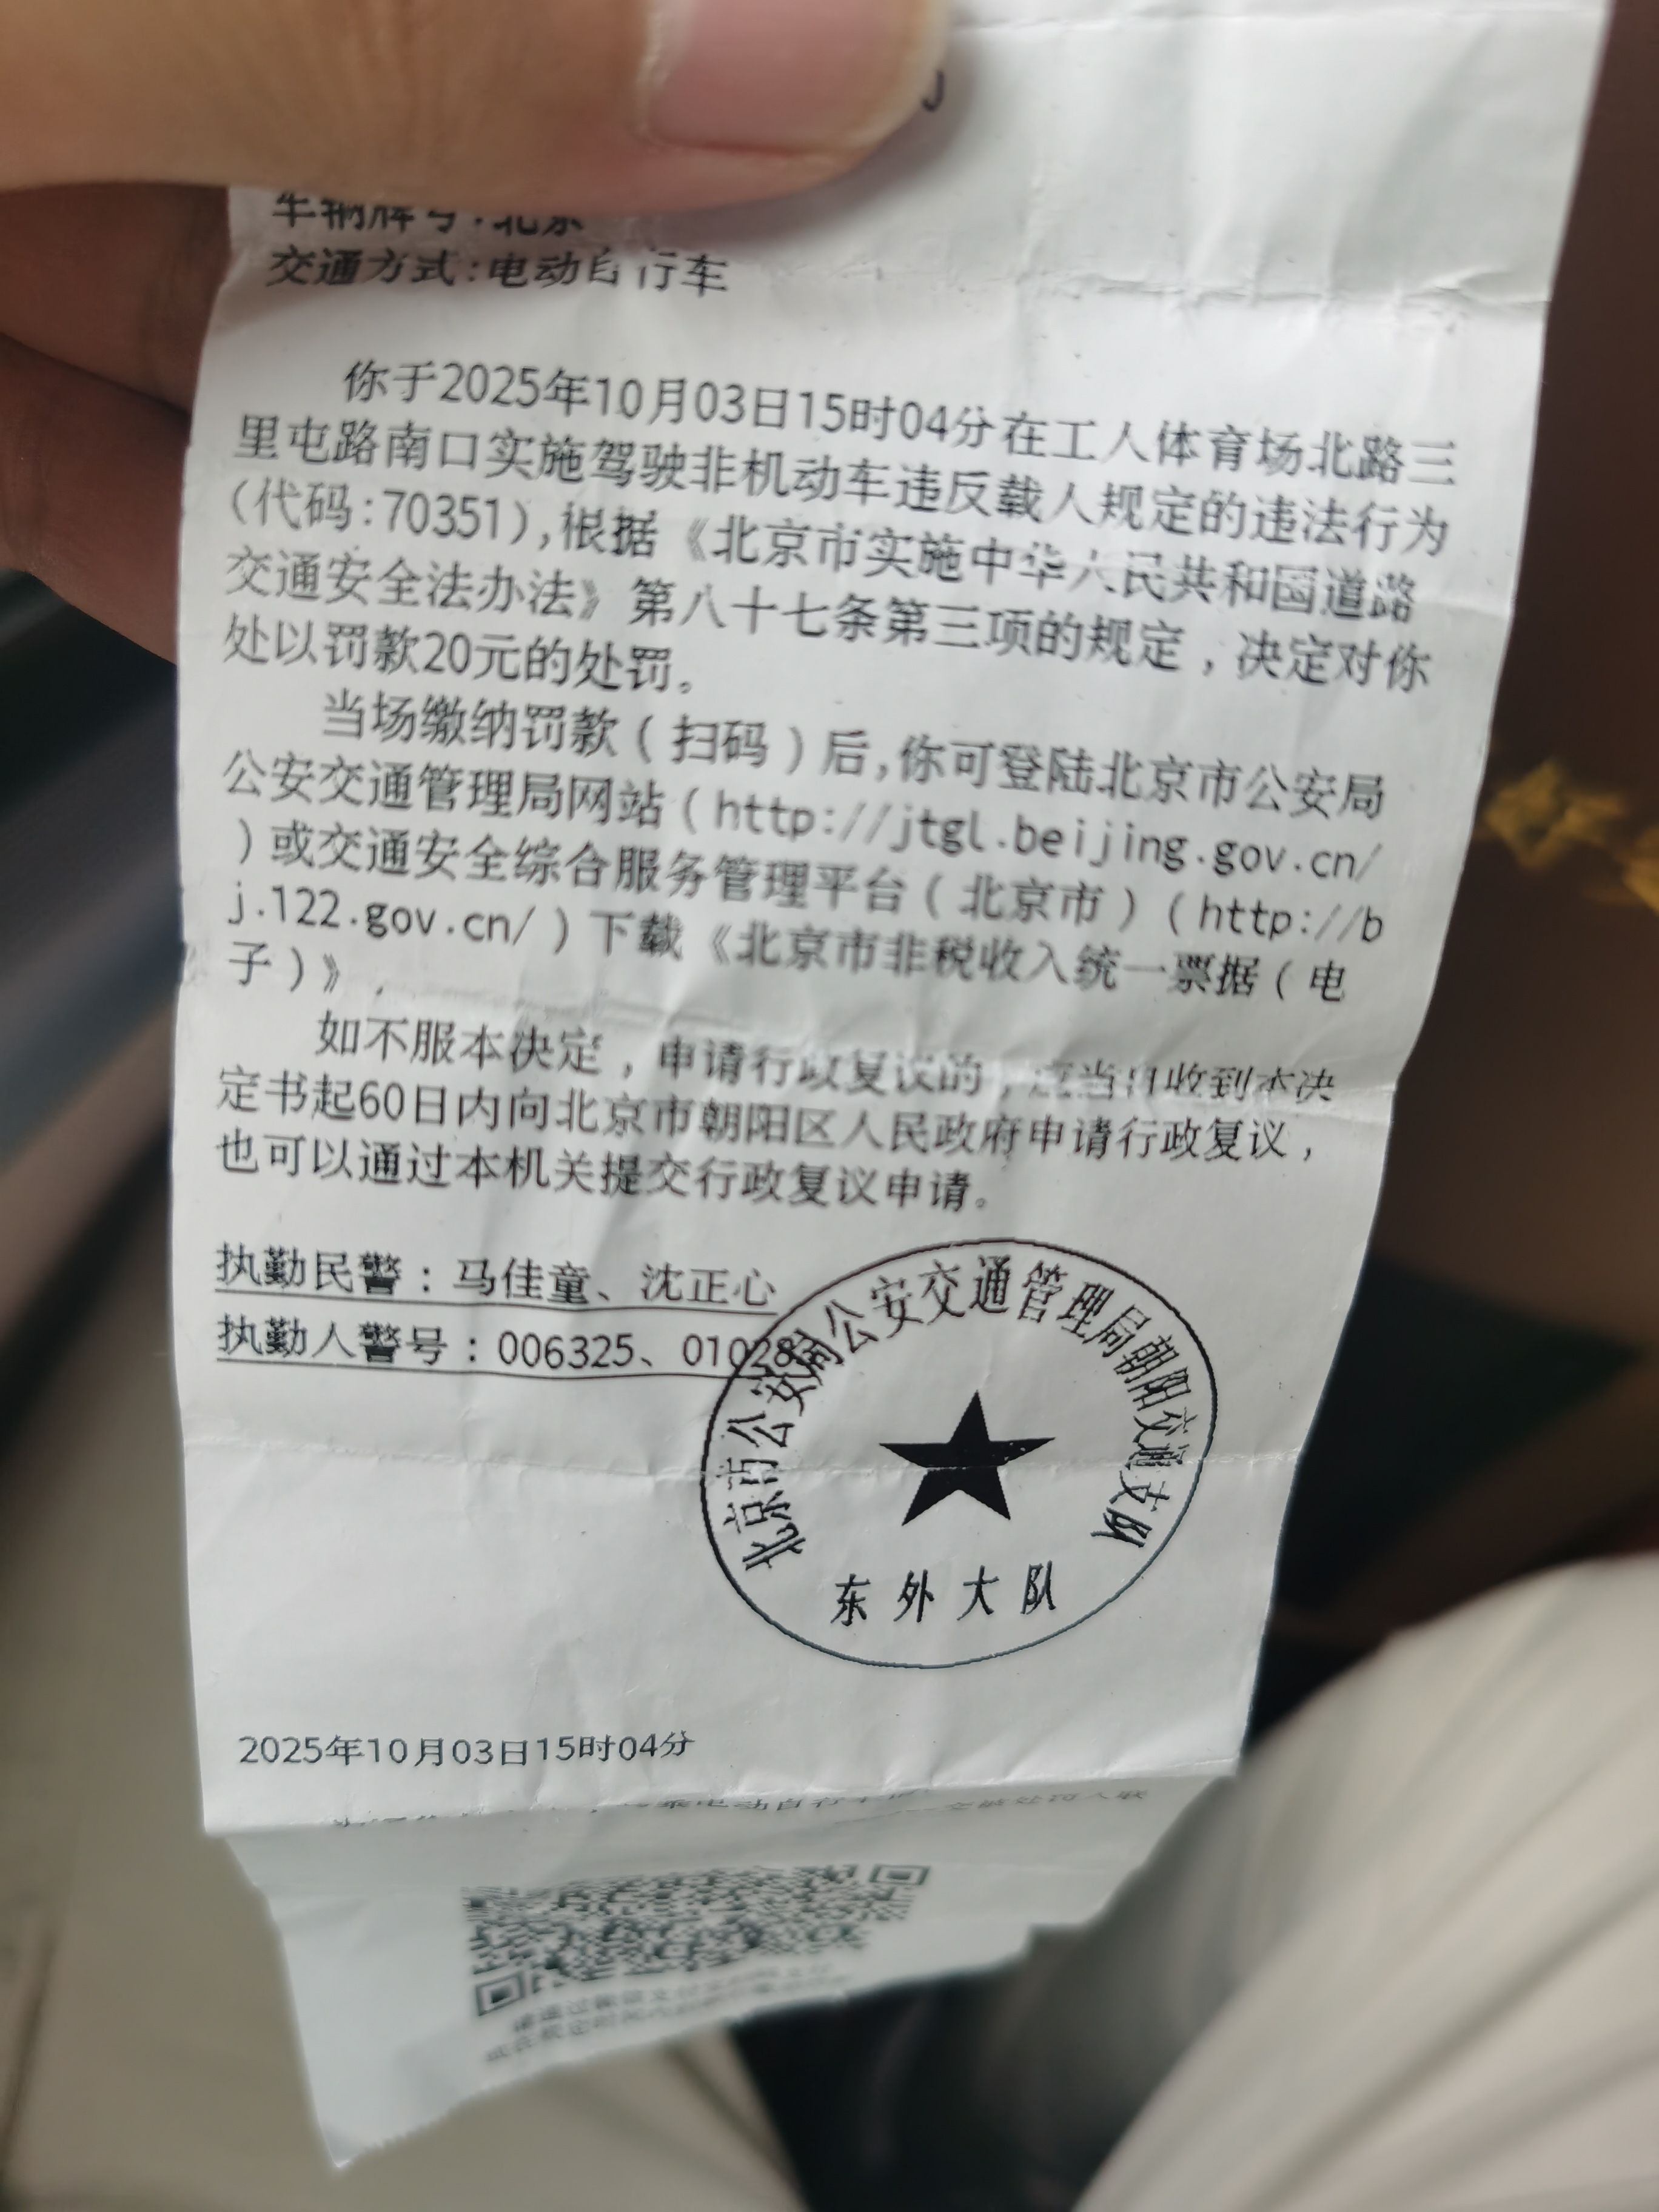 J
车辆牌号:北京
交通方式:电动自行车
你于2025年10月03日15时04分在工人体育场北路三
里屯路南口实施驾驶非机动车违反载人规定的违法行为
(代码:70351),根据《北京市实施中华人民共和国道路
交通安全法办法》第八十七条第三项的规定，决定对你
处以罚款20元的处罚。
当场缴纳罚款(扫码)后,你可登陆北京市公安局
公安交通管理局网站(http://jtgl.beijing.gov.cn/
)或交通安全综合服务管理平台(北京市)(http://b
j.122.gov.cn/)下载《北京市非税收入统一票据(电
子)》.
如不服本决定，申请行政复议的，应当自收到本决
定书起60日内向北京市朝阳区人民政府申请行政复议，
也可以通过本机关提交行政复议申请。
执勤民警：马佳童、沈正心
执勤人警号：006325、01028
北京市公安局公安交通管理局朝阳交通支队
东外大队
2025年10月03日15时04分